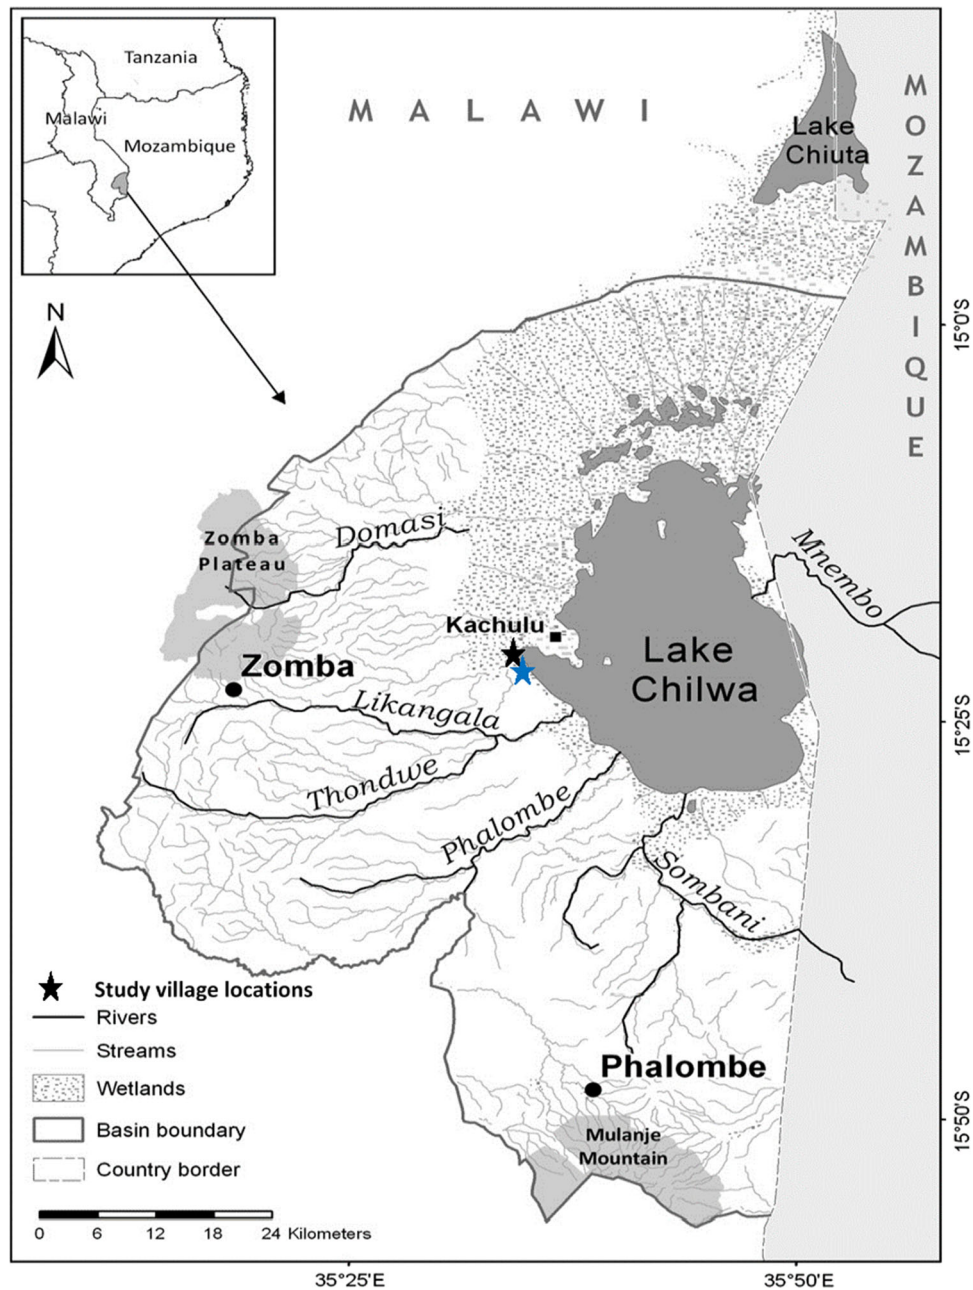 Tanzania
Malawi
Mozambique
M A L A W I
Lake
Chiuta
MOZAMBIQUE
N
15°0'S
Domasi
Zomba
Plateau
Mnembo
Kachulu
Lake
Chilwa
Zomba
Likangala
15°25'S
Thondwe
Phalombe
Sombani
Study village locations
Rivers
Streams
Wetlands
Basin boundary
Country border
Phalombe
Mulanje
Mountain
15°50'S
0 6 12 18 24 Kilometers
35°25'E 35°50'E